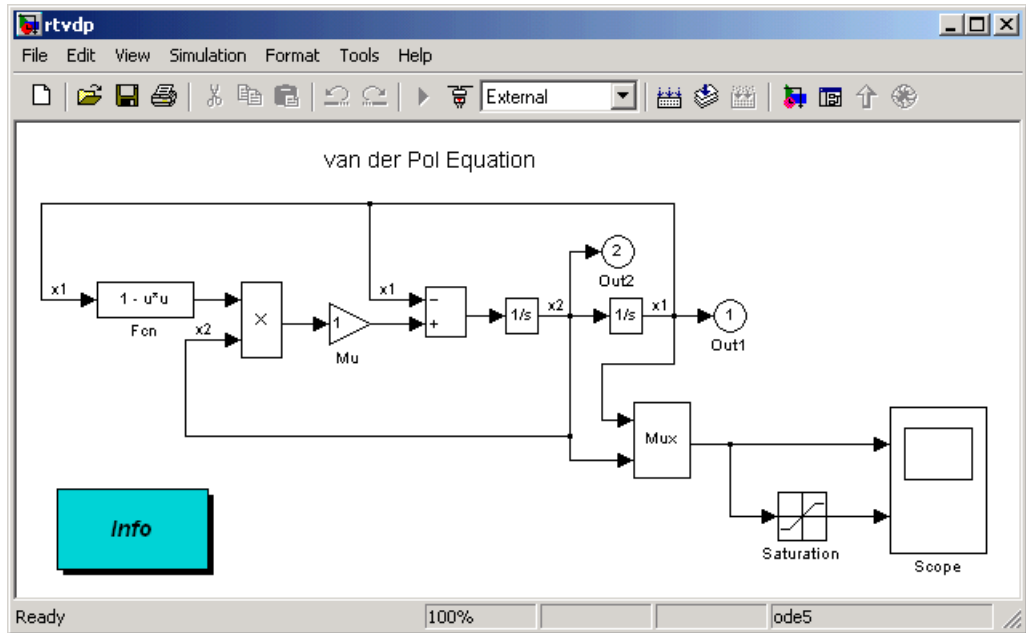 rtvdp
File Edit View Simulation Format Tools Help
External
van der Pol Equation
x1
1 - u*u
Fcn
x2
×
1
Mu
x1
−
+
1/s
x2
2
Out2
1/s
x1
1
Out1
Mux
Saturation
Scope
Info
Ready 100% ode5